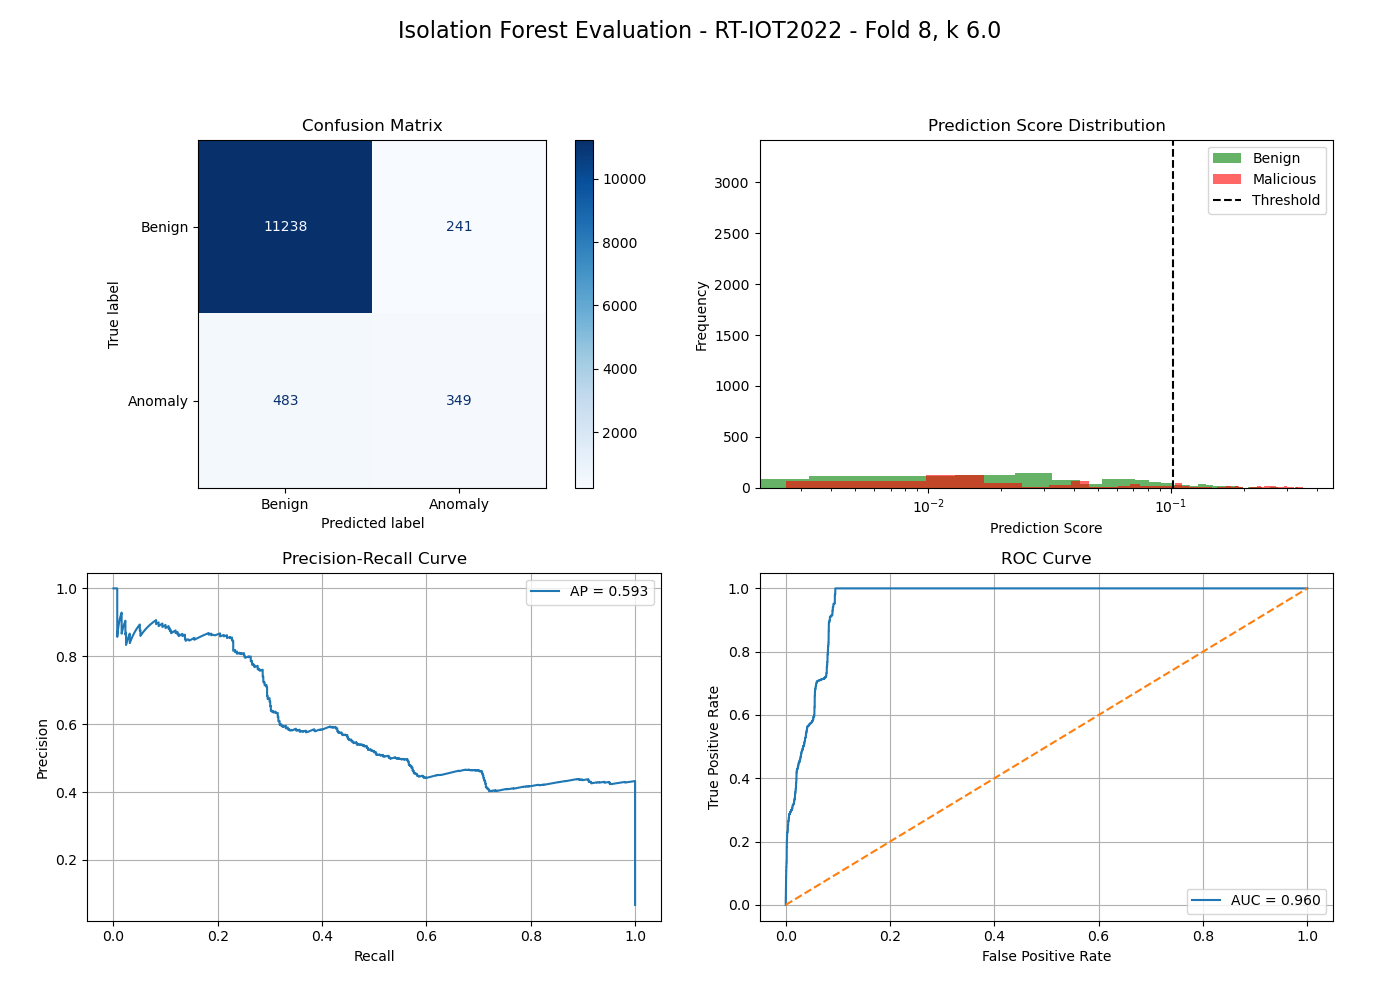 Isolation Forest Evaluation - RT-IOT2022 - Fold 8, k 6.0
Confusion Matrix
True label
Benign
Anomaly
11238
241
483
349
Benign
Anomaly
Predicted label
10000
8000
6000
4000
2000
Prediction Score Distribution
Frequency
3000
2500
2000
1500
1000
500
0
Benign
Malicious
Threshold
10⁻²
10⁻¹
Prediction Score
Precision-Recall Curve
Precision
1.0
0.8
0.6
0.4
0.2
AP = 0.593
0.0
0.2
0.4
0.6
0.8
1.0
Recall
ROC Curve
True Positive Rate
1.0
0.8
0.6
0.4
0.2
0.0
AUC = 0.960
0.0
0.2
0.4
0.6
0.8
1.0
False Positive Rate